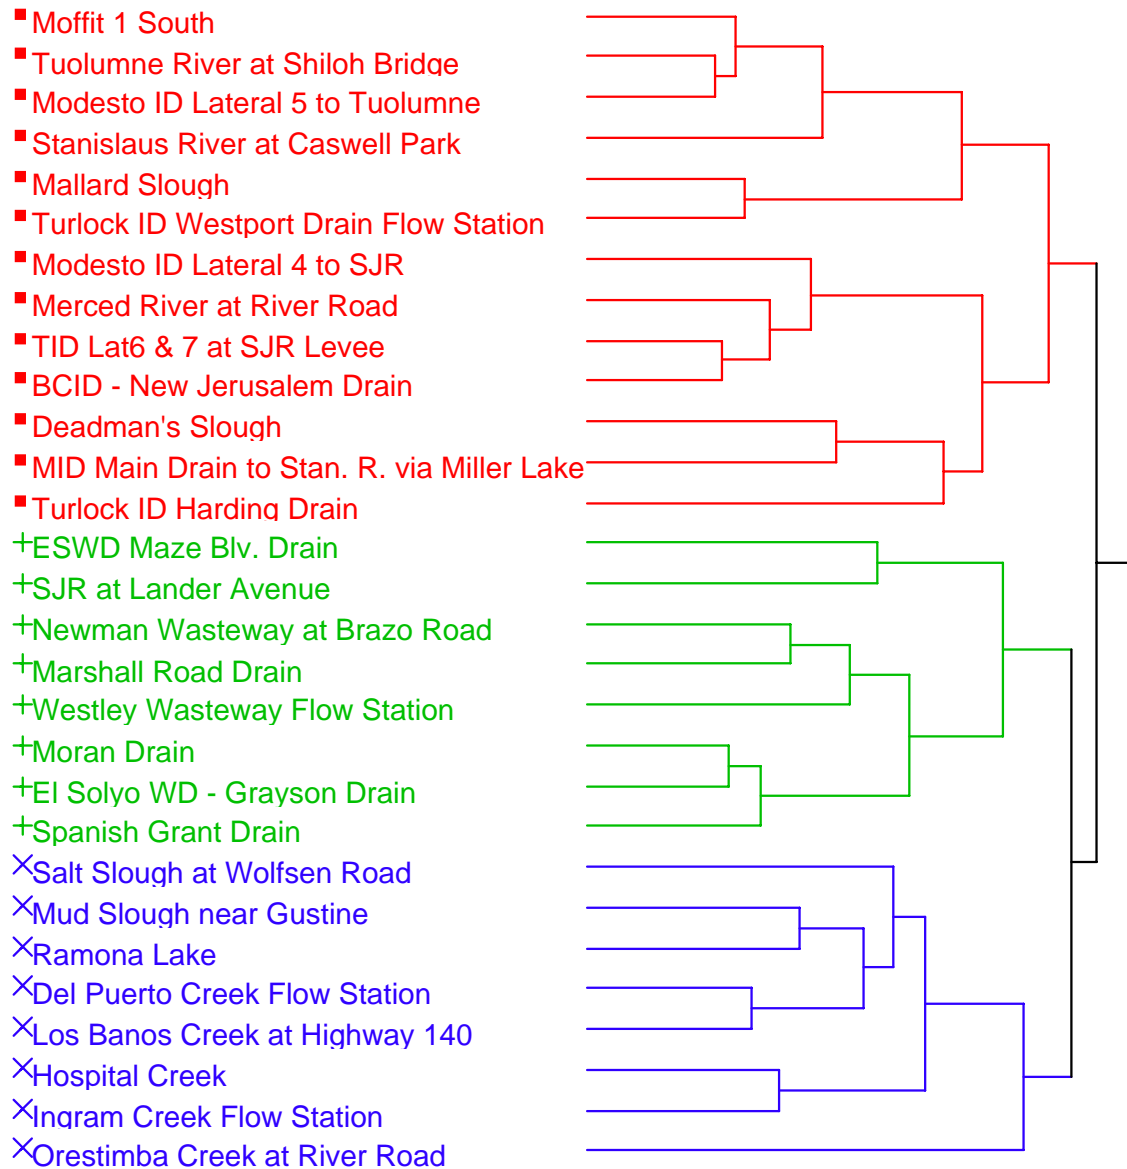 Moffit 1 South
Tuolumne River at Shiloh Bridge
Modesto ID Lateral 5 to Tuolumne
Stanislaus River at Caswell Park
Mallard Slough
Turlock ID Westport Drain Flow Station
Modesto ID Lateral 4 to SJR
Merced River at River Road
TID Lat6 & 7 at SJR Levee
BCID - New Jerusalem Drain
Deadman's Slough
MID Main Drain to Stan. R. via Miller Lake
Turlock ID Harding Drain
ESWD Maze Blv. Drain
SJR at Lander Avenue
Newman Wasteway at Brazo Road
Marshall Road Drain
Westley Wasteway Flow Station
Moran Drain
El Solyo WD - Grayson Drain
Spanish Grant Drain
Salt Slough at Wolfsen Road
Mud Slough near Gustine
Ramona Lake
Del Puerto Creek Flow Station
Los Banos Creek at Highway 140
Hospital Creek
Ingram Creek Flow Station
Orestimba Creek at River Road